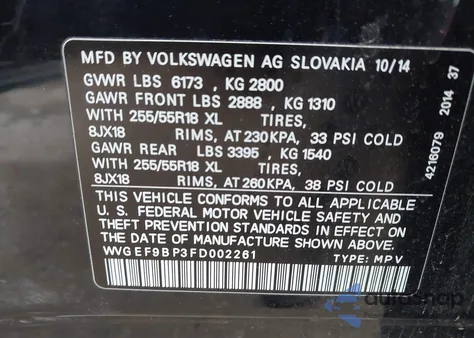 MFD BY VOLKSWAGEN AG SLOVAKIA 10/14
GVWR LBS 6173 , KG 2800
GAWR FRONT LBS 2888 , KG 1310
WITH 255/55R18 XL TIRES,
8JX18 RIMS, AT 230KPA, 33 PSI COLD
GAWR REAR LBS 3395 , KG 1540
WITH 255/55R18 XL TIRES,
8JX18 RIMS, AT 260KPA, 38 PSI COLD
THIS VEHICLE CONFORMS TO ALL APPLICABLE
U. S. FEDERAL MOTOR VEHICLE SAFETY AND
THEFT PREVENTION STANDARDS IN EFFECT ON
THE DATE OF MANUFACTURE SHOWN ABOVE
WVGEF9BP3FD002261 TYPE: MPV
4216079 2014 37
autosnap